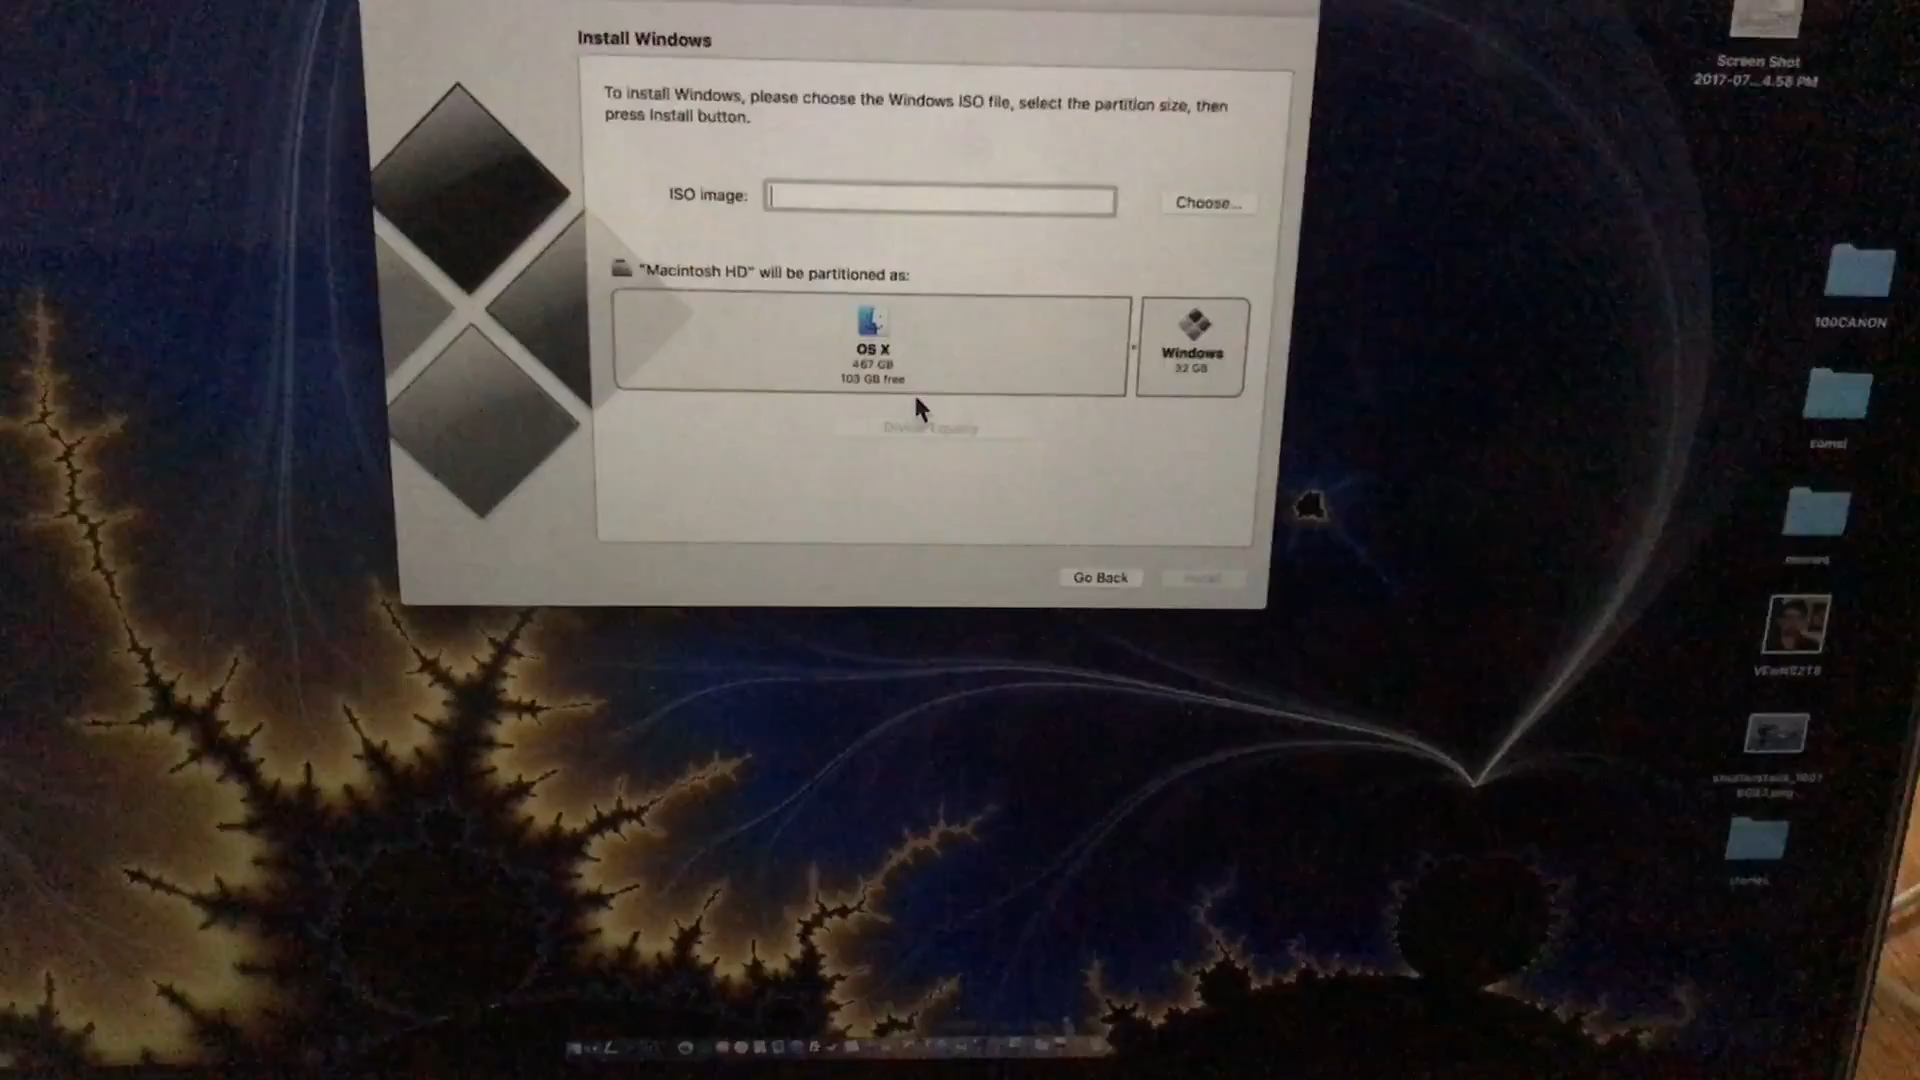 Install Windows
Screen Shot
2017-07...4.58 PM
To install Windows, please choose the Windows ISO file, select the partition size, then
press Install button.
ISO image:
Choose...
"Macintosh HD" will be partitioned as:
OS X
467 GB
103 GB free
Windows
32 GB
100CANON
Go Back
Install